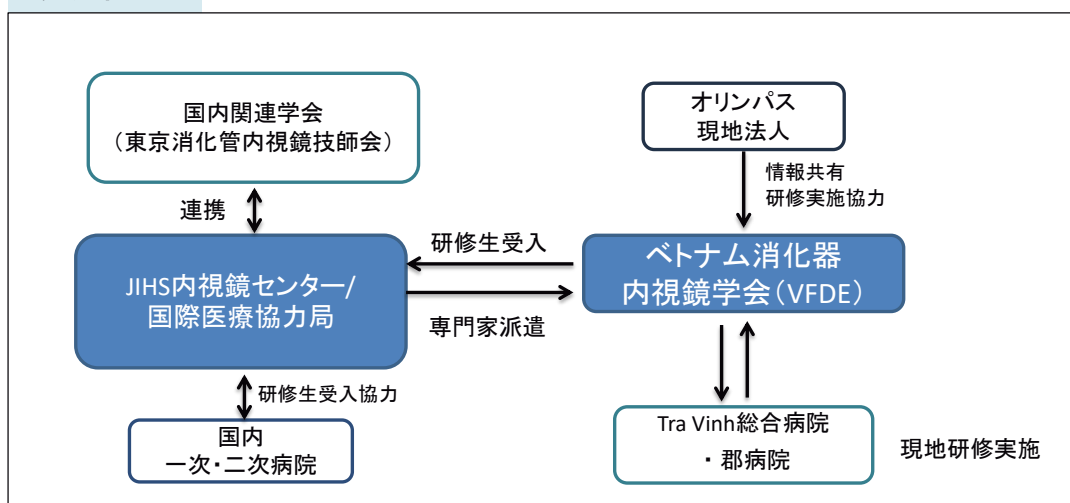 国内関連学会
（東京消化管内視鏡技師会）
オリンパス
現地法人
連携
情報共有
研修実施協力
JIHS内視鏡センター/
国際医療協力局
研修生受入
専門家派遣
ベトナム消化器
内視鏡学会（VFDE）
研修生受入協力
国内
一次・二次病院
Tra Vinh総合病院
・郡病院
現地研修実施